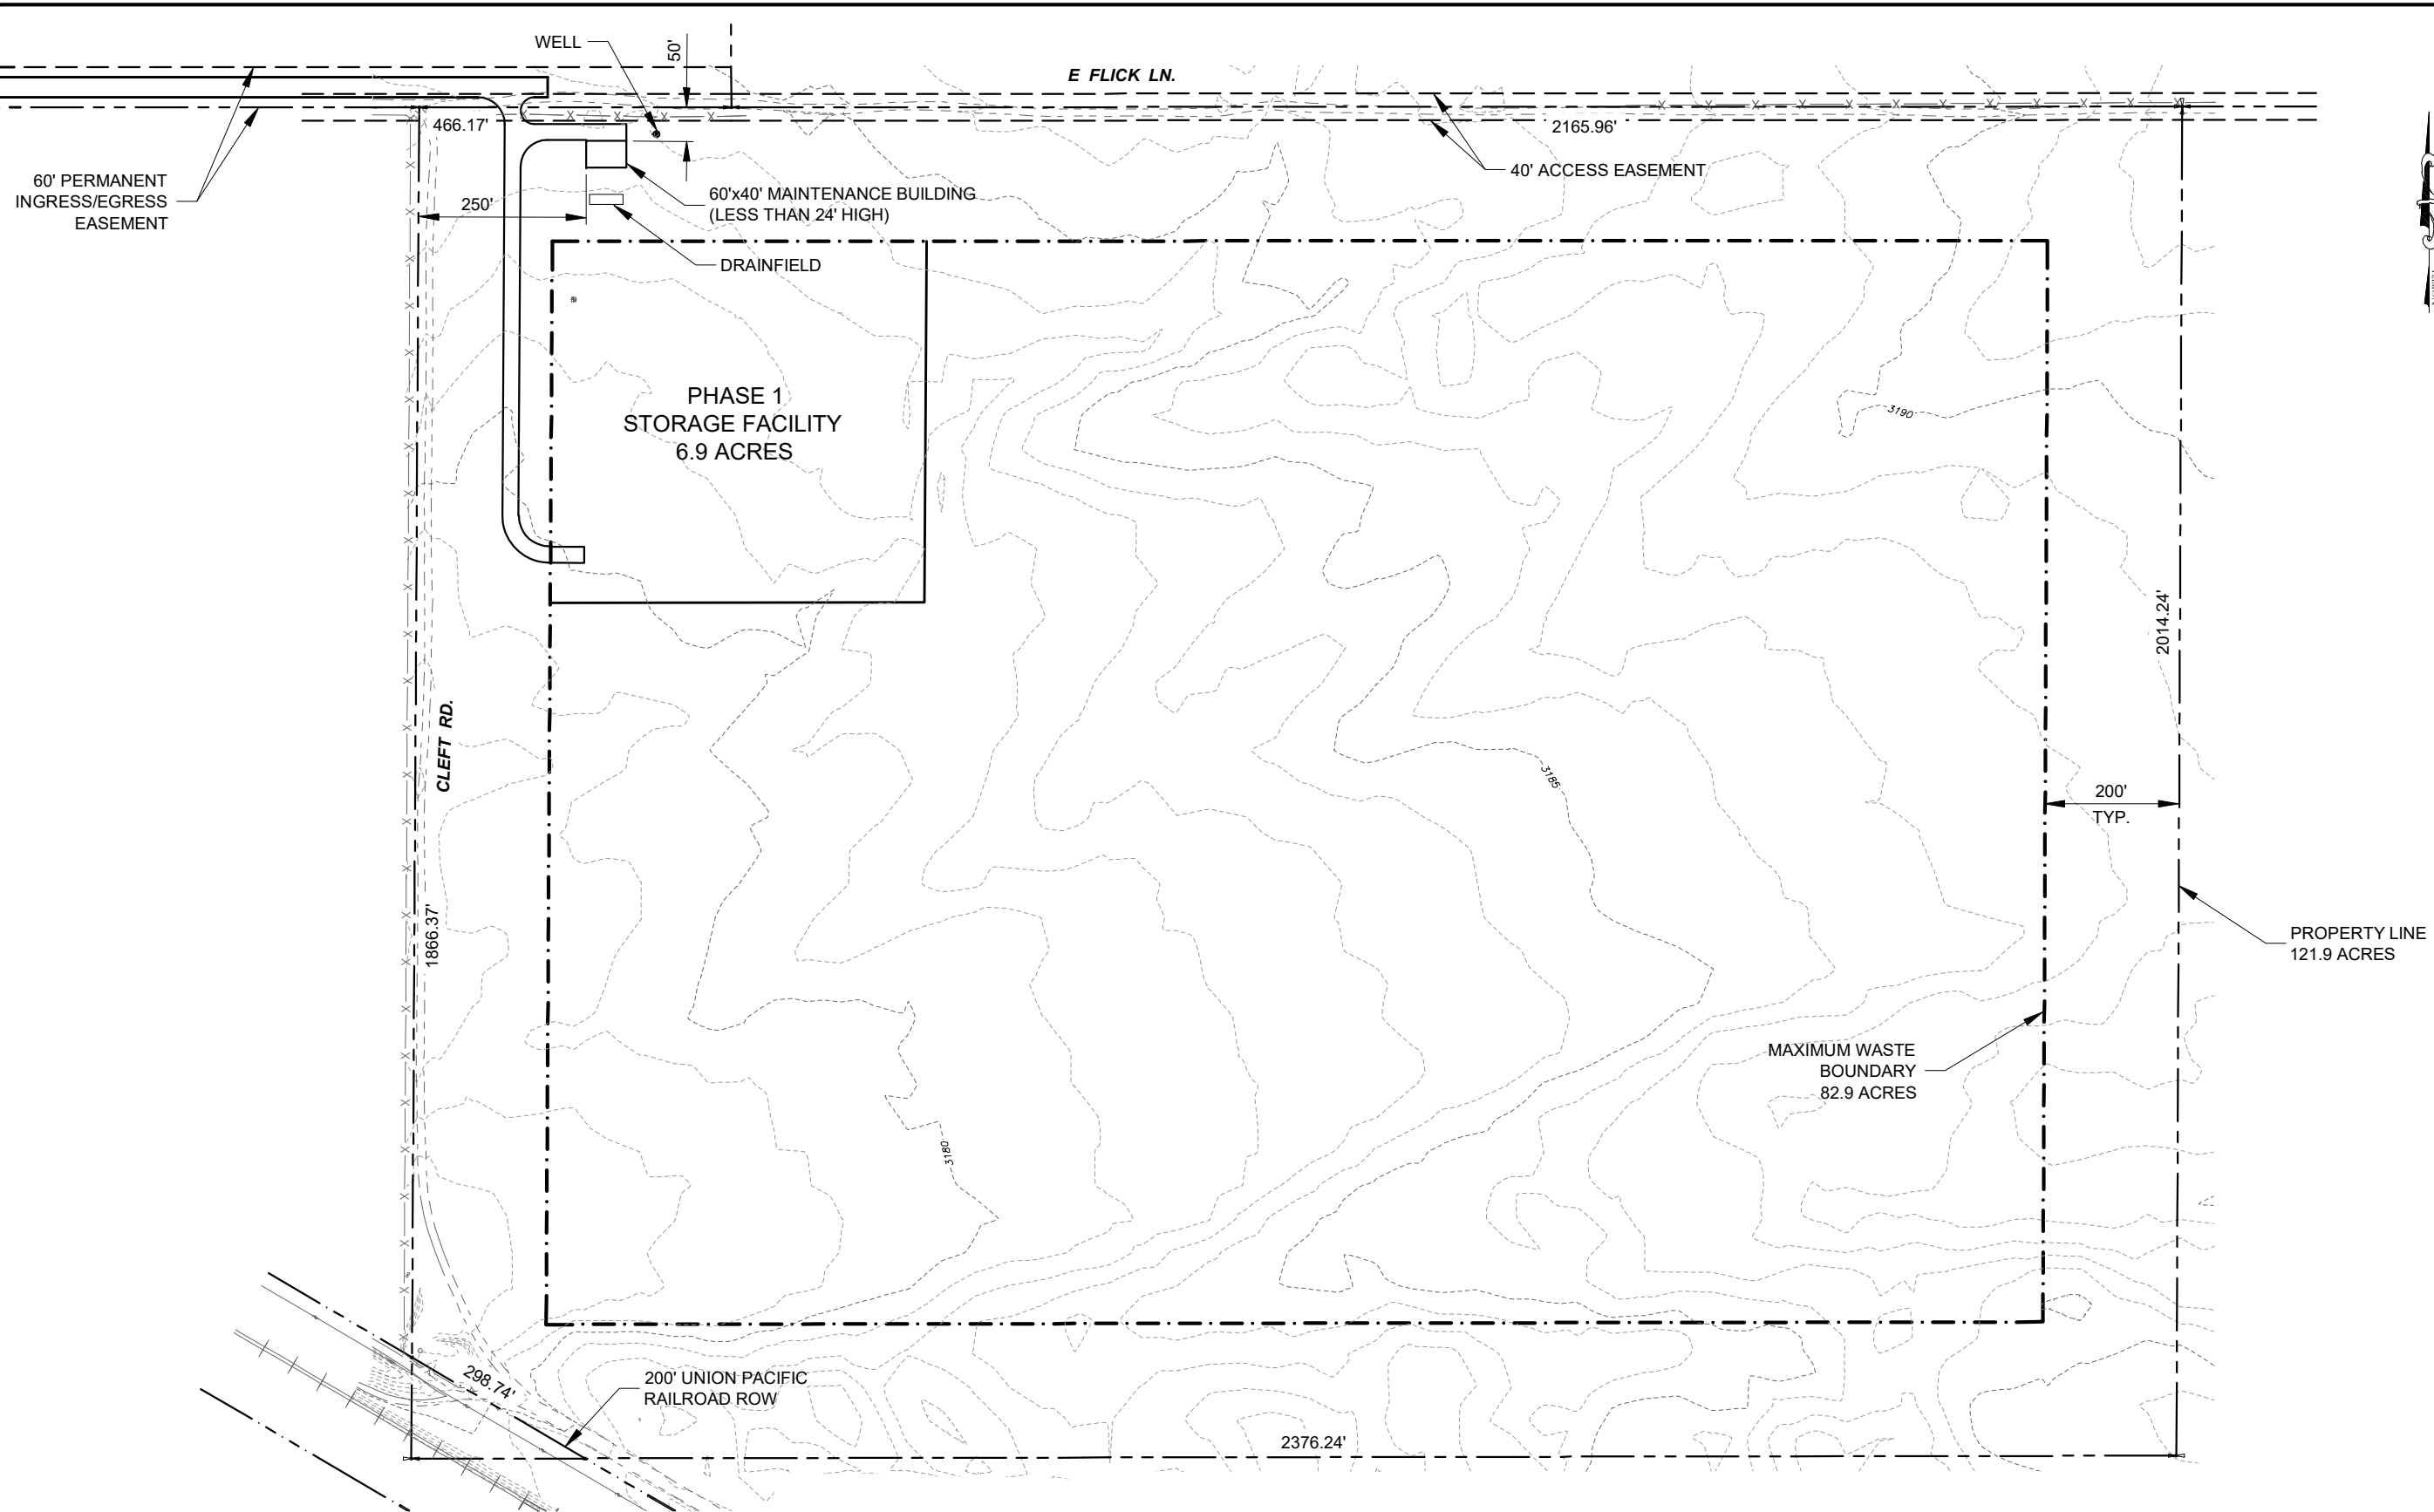 WELL
50'
E FLICK LN.
466.17'
2165.96'
60' PERMANENT
INGRESS/EGRESS
EASEMENT
40' ACCESS EASEMENT
250'
60'x40' MAINTENANCE BUILDING
(LESS THAN 24' HIGH)
DRAINFIELD
PHASE 1
STORAGE FACILITY
6.9 ACRES
3190
2014.24'
CLEFT RD.
3185
200'
TYP.
1866.37'
PROPERTY LINE
121.9 ACRES
MAXIMUM WASTE
BOUNDARY
82.9 ACRES
3180
298.74'
200' UNION PACIFIC
RAILROAD ROW
2376.24'